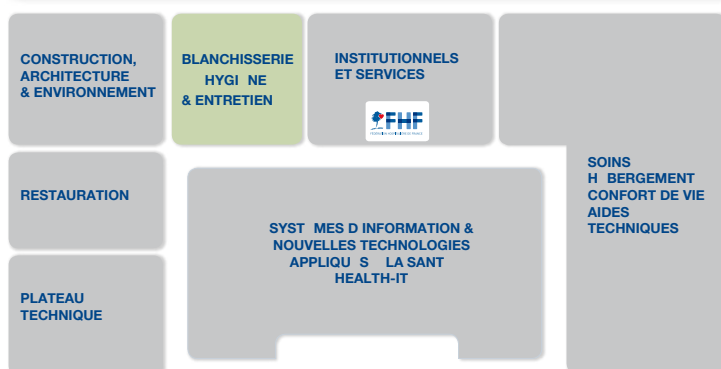 CONSTRUCTION,
ARCHITECTURE
& ENVIRONNEMENT
BLANCHISSERIE
HYGI NE
& ENTRETIEN
INSTITUTIONNELS
ET SERVICES
FHF
SOINS
H BERGEMENT
CONFORT DE VIE
AIDES
TECHNIQUES
RESTAURATION
SYST MES D INFORMATION &
NOUVELLES TECHNOLOGIES
APPLIQU S LA SANT
HEALTH-IT
PLATEAU
TECHNIQUE